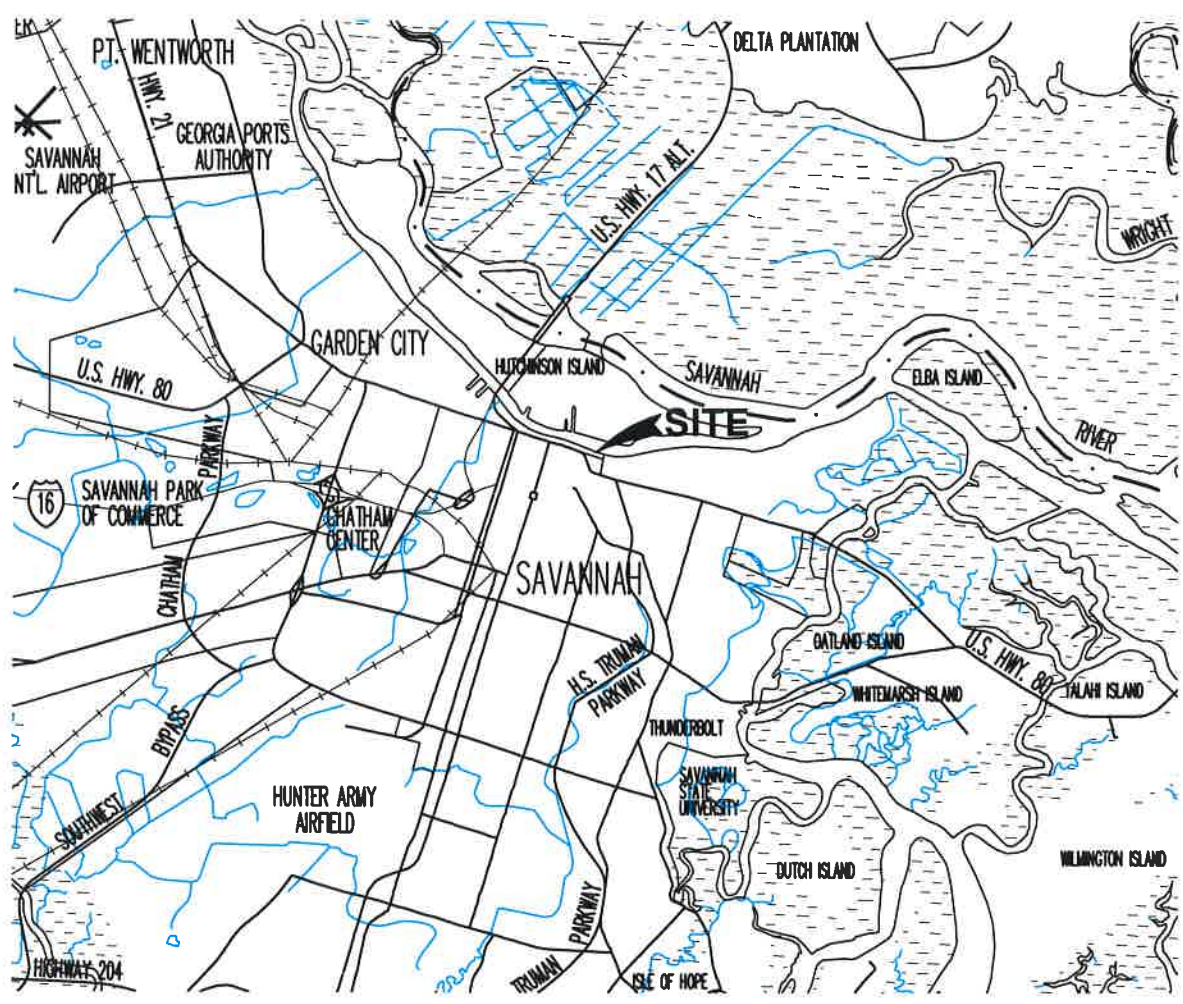 ER
P.T. WENTWORTH
DELTA PLANTATION
HWY. 21
GEORGIA PORTS
AUTHORITY
SAVANNAH
INT'L AIRPORT
U.S. HWY. 17 ALT.
WRIGHT
GARDEN CITY
HUTCHINSON ISLAND
SAVANNAH
ELBA ISLAND
U.S. HWY. 80
SITE
RIVER
PARKWAY
16
SAVANNAH PARK
OF COMMERCE
CHATHAM
CENTER
CHATHAM
SAVANNAH
OATLAND ISLAND
U.S. HWY. 80
H.S. TRUMAN
PARKWAY
WHITEMARSH ISLAND
TALAHI ISLAND
BYPASS
THUNDERBOLT
SAVANNAH
STATE
UNIVERSITY
HUNTER ARMY
AIRFIELD
SOUTHWEST
DUTCH ISLAND
WILMINGTON ISLAND
PARKWAY
TRUMAN
HIGHWAY 204
ISLE OF HOPE